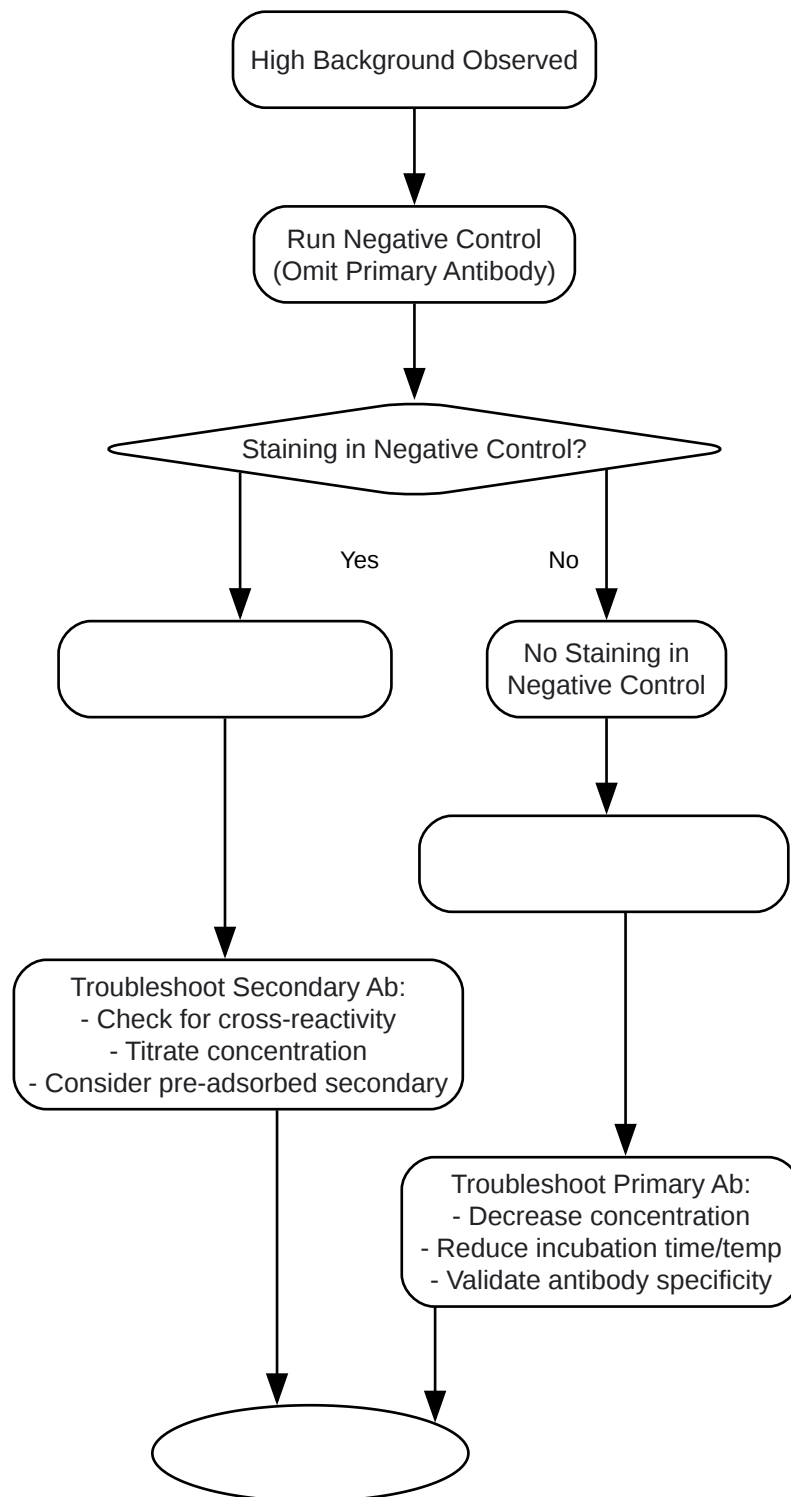 High Background Observed
Run Negative Control
(Omit Primary Antibody)
Staining in Negative Control?
Yes
No
No Staining in
Negative Control
Troubleshoot Secondary Ab:
- Check for cross-reactivity
- Titrate concentration
- Consider pre-adsorbed secondary
Troubleshoot Primary Ab:
- Decrease concentration
- Reduce incubation time/temp
- Validate antibody specificity